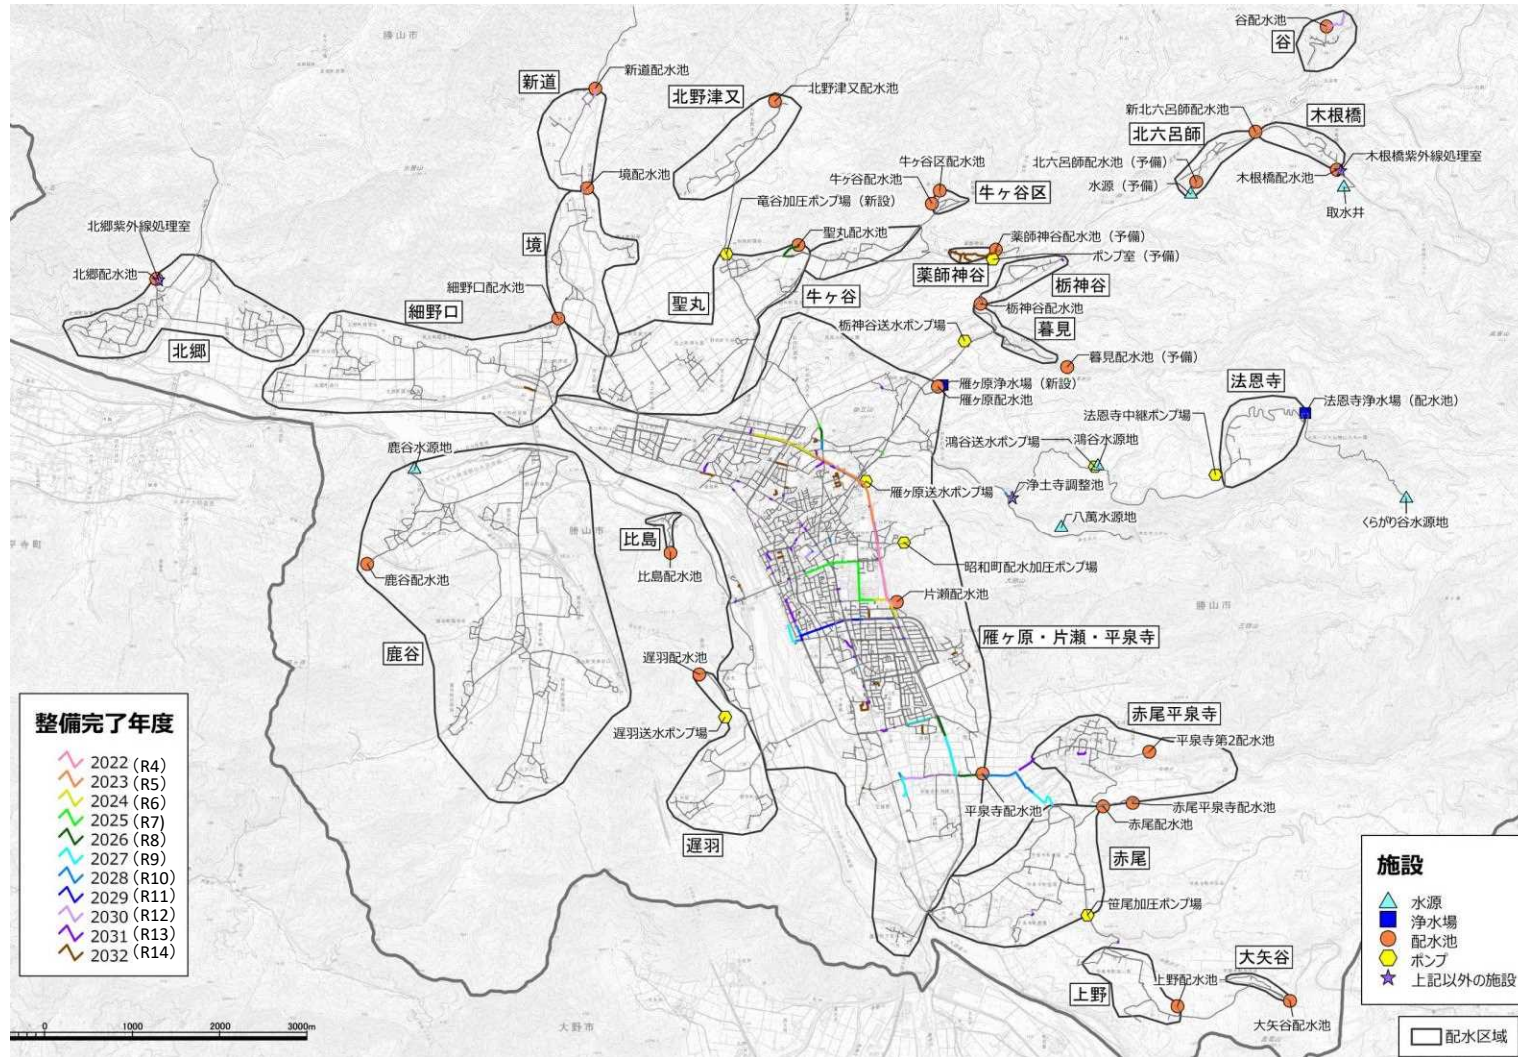 谷配水池
谷
勝山市
新道
新道配水池
北野津又
北野津又配水池
新北六呂師配水池
木根橋
北六呂師
北六呂師配水池（予備）
木根橋紫外線処理室
水源（予備）
木根橋配水池
取水井
境配水池
牛ヶ谷区配水池
牛ヶ谷配水池
牛ヶ谷区
竜谷加圧ポンプ場（新設）
北郷紫外線処理室
境
聖丸配水池
薬師神谷配水池（予備）
ポンプ室（予備）
北郷配水池
薬師神谷
栃神谷
細野口配水池
聖丸
牛ヶ谷
細野口
栃神谷配水池
栃神谷送水ポンプ場
暮見
北郷
暮見配水池（予備）
雁ヶ原浄水場（新設）
雁ヶ原配水池
法恩寺
法恩寺浄水場（配水池）
法恩寺中継ポンプ場
鴻谷送水ポンプ場
鴻谷水源地
鹿谷水源地
雁ヶ原送水ポンプ場
浄土寺調整池
八萬水源地
くらがり谷水源地
勝山市
比島
昭和町配水加圧ポンプ場
鹿谷配水池
比島配水池
片瀬配水池
勝山市
雁ヶ原・片瀬・平泉寺
鹿谷
遅羽配水池
遅羽送水ポンプ場
赤尾平泉寺
平泉寺第2配水池
平泉寺配水池
赤尾平泉寺配水池
赤尾配水池
遅羽
赤尾
笹尾加圧ポンプ場
大矢谷
上野配水池
上野
大矢谷配水池
大野市
整備完了年度
2022（R4）
2023（R5）
2024（R6）
2025（R7）
2026（R8）
2027（R9）
2028（R10）
2029（R11）
2030（R12）
2031（R13）
2032（R14）
0 1000 2000 3000m
施設
水源
浄水場
配水池
ポンプ
上記以外の施設
配水区域